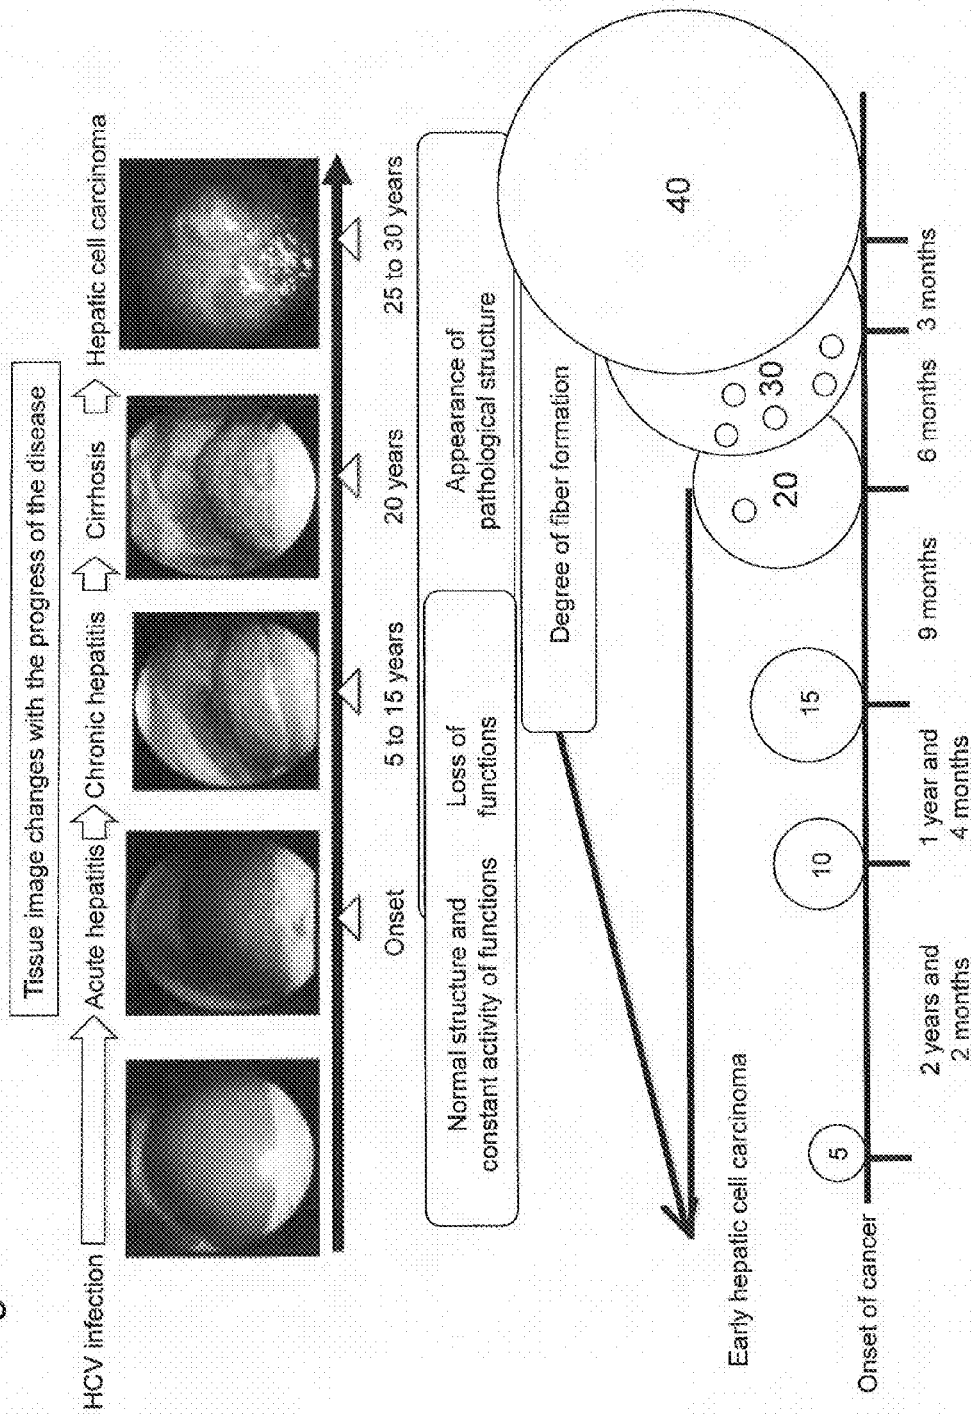 Tissue image changes with the progress of the disease
HCV infection
Acute hepatitis
Chronic hepatitis
Cirrhosis
Hepatic cell carcinoma
Onset
5 to 15 years
20 years
25 to 30 years
Normal structure and
constant activity of functions
Loss of
functions
Appearance of
pathological structure
Degree of fiber formation
Early hepatic cell carcinoma
5
10
15
20
30
40
Onset of cancer
2 years and
2 months
1 year and
4 months
9 months
6 months
3 months